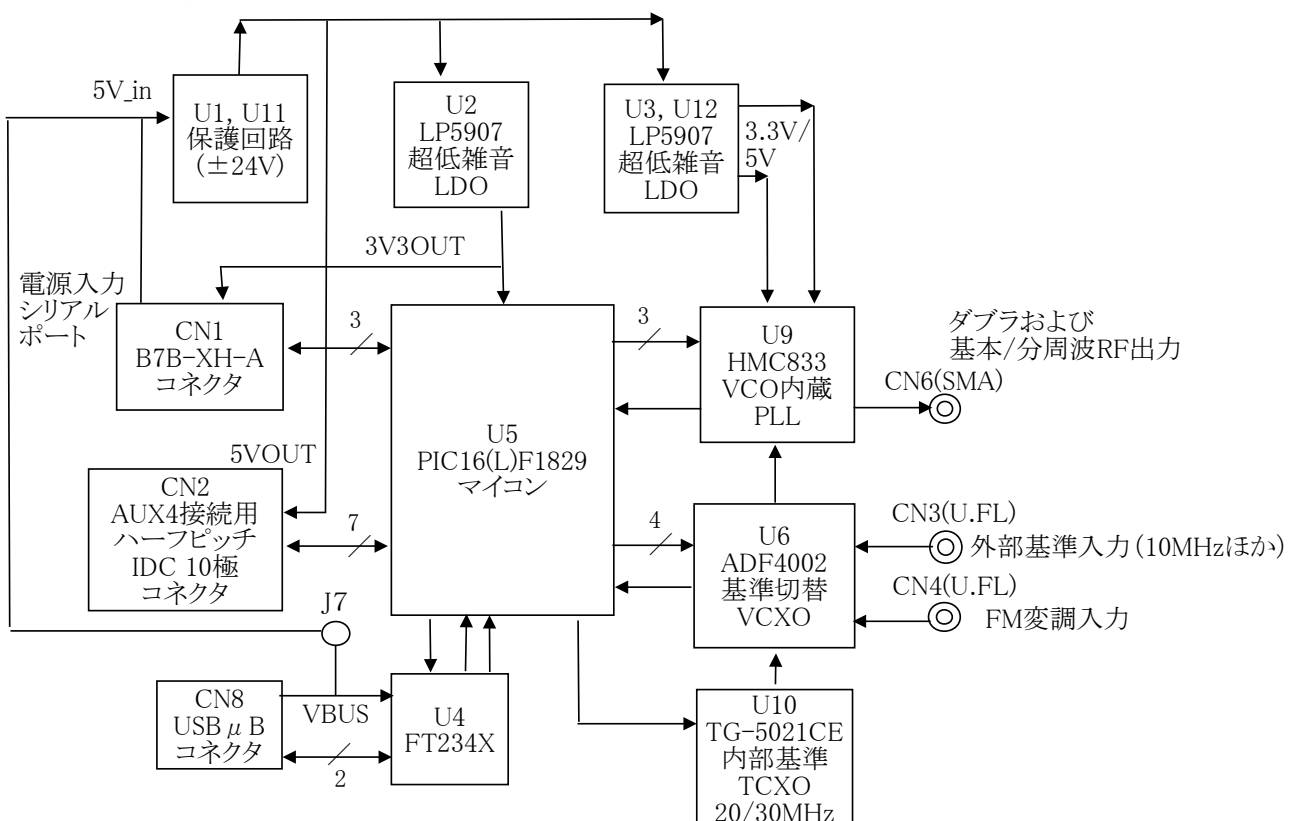 5V_in
U1, U11
保護回路
(±24V)
U2
LP5907
超低雑音
LDO
U3, U12
LP5907
超低雑音
LDO
3.3V/
5V
3V3OUT
電源入力
シリアル
ポート
CN1
B7B-XH-A
コネクタ
3
3
U9
HMC833
VCO内蔵
PLL
ダブラおよび
基本/分周波RF出力
CN6(SMA)
U5
PIC16(L)F1829
マイコン
5VOUT
CN2
AUX4接続用
ハーフピッチ
IDC 10極
コネクタ
7
4
U6
ADF4002
基準切替
VCXO
CN3(U.FL)
外部基準入力(10MHzほか)
CN4(U.FL)
FM変調入力
J7
CN8
USBμB
コネクタ
VBUS
2
U4
FT234X
U10
TG-5021CE
内部基準
TCXO
20/30MHz